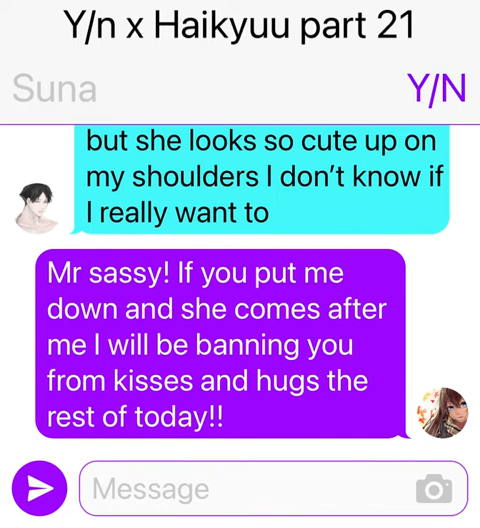 Y/n x Haikyuu part 21
Suna
Y/N
but she looks so cute up on
my shoulders I don’t know if
I really want to
Mr sassy! If you put me
down and she comes after
me I will be banning you
from kisses and hugs the
rest of today!!
Message